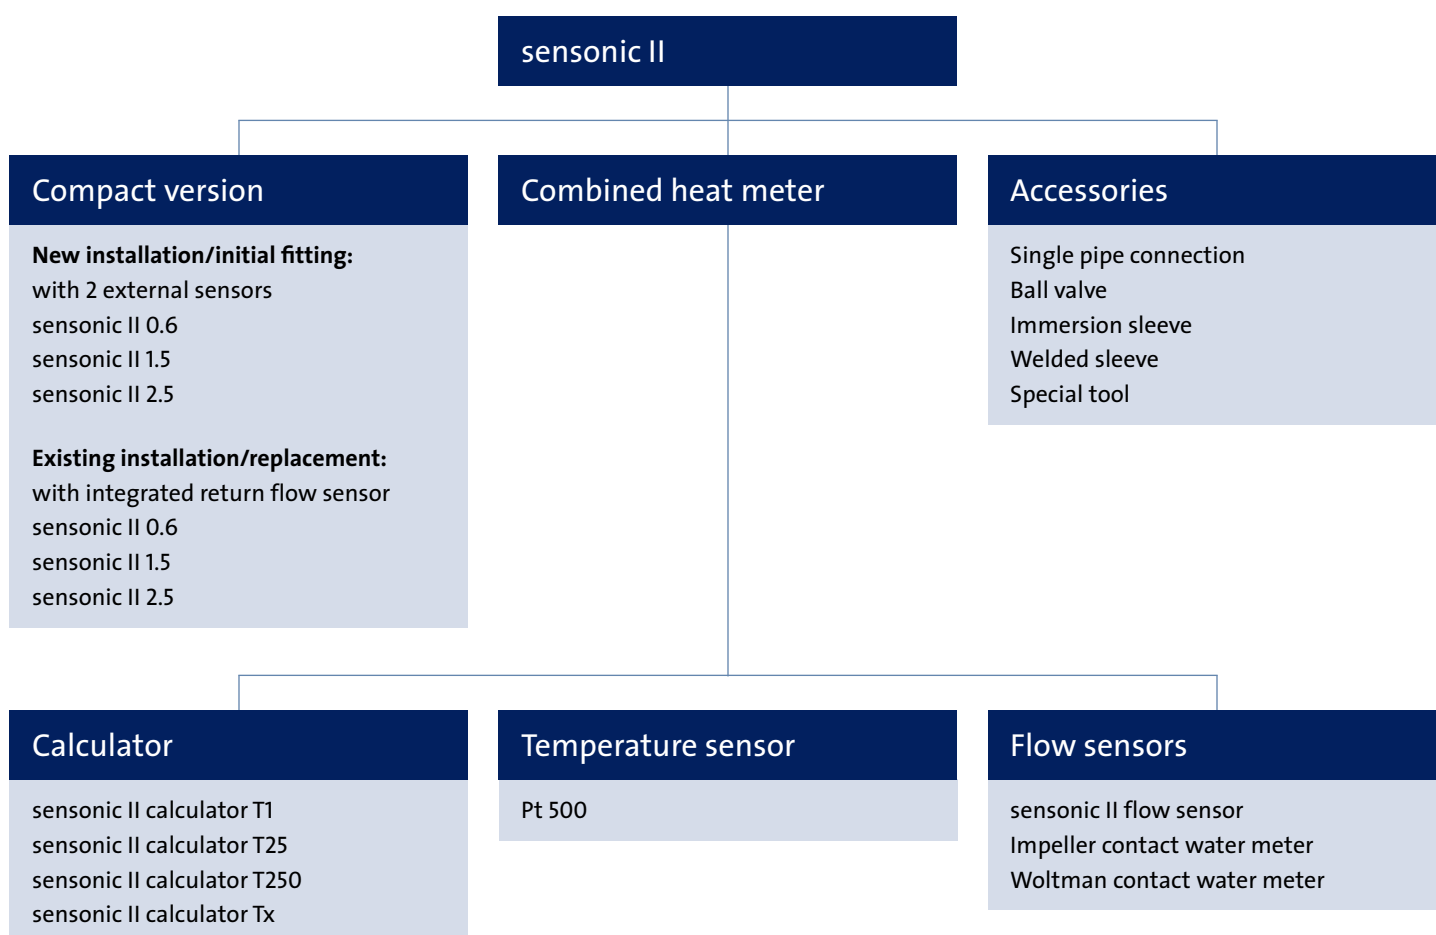 sensonic II
Compact version
New installation/initial fitting:
with 2 external sensors
sensonic II 0.6
sensonic II 1.5
sensonic II 2.5
Existing installation/replacement:
with integrated return flow sensor
sensonic II 0.6
sensonic II 1.5
sensonic II 2.5
Combined heat meter
Accessories
Single pipe connection
Ball valve
Immersion sleeve
Welded sleeve
Special tool
Calculator
sensonic II calculator T1
sensonic II calculator T25
sensonic II calculator T250
sensonic II calculator Tx
Temperature sensor
Pt 500
Flow sensors
sensonic II flow sensor
Impeller contact water meter
Woltman contact water meter